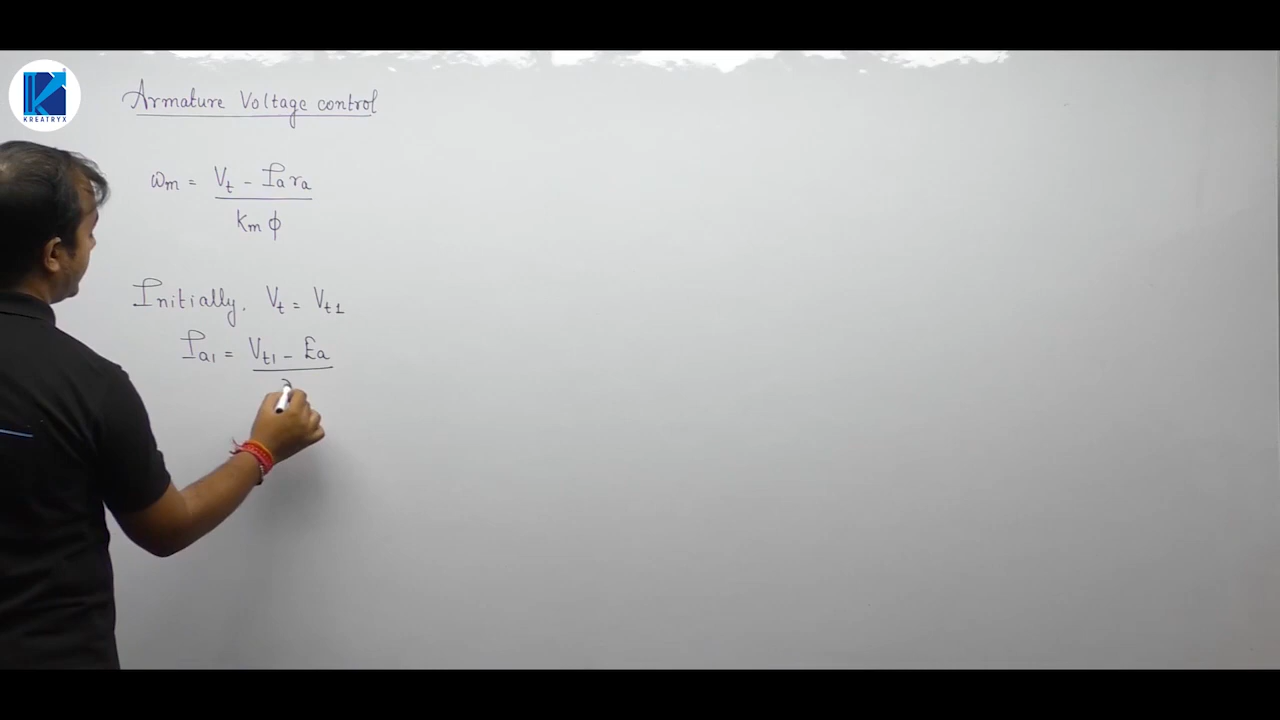 KREATRYX
Armature Voltage control
ωm = Vt - Iara
Kmϕ
Initially, Vt = Vt1
Ia1 = Vt1 - Ea